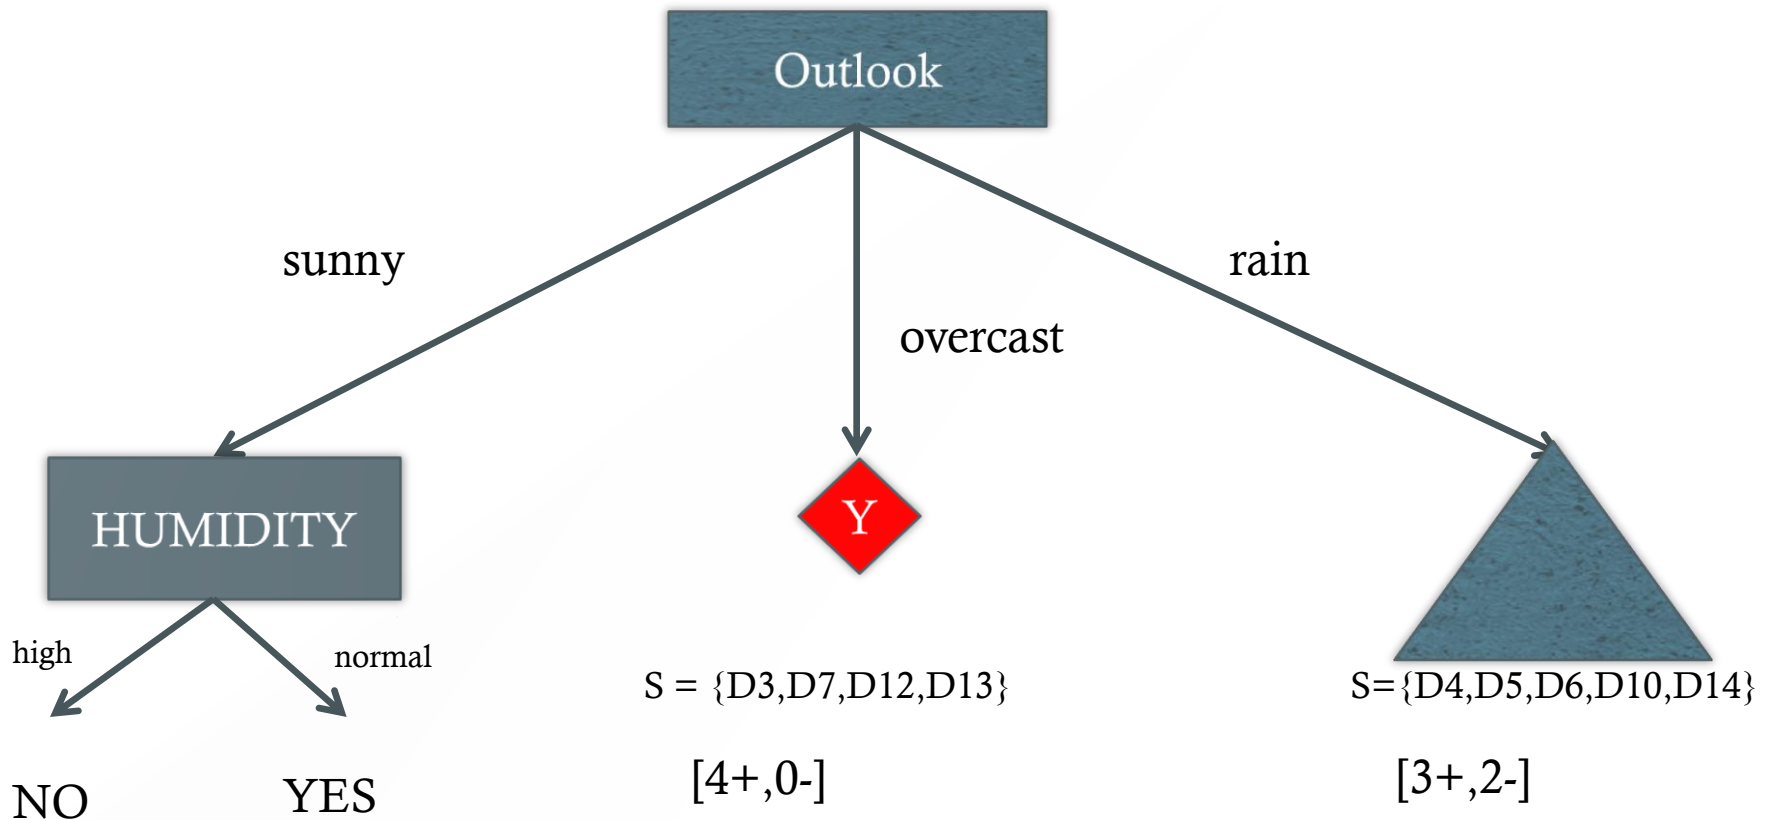 Outlook
sunny
rain
overcast
HUMIDITY
Y
high
normal
S = {D3,D7,D12,D13}
S={D4,D5,D6,D10,D14}
NO
YES
[4+,0-]
[3+,2-]